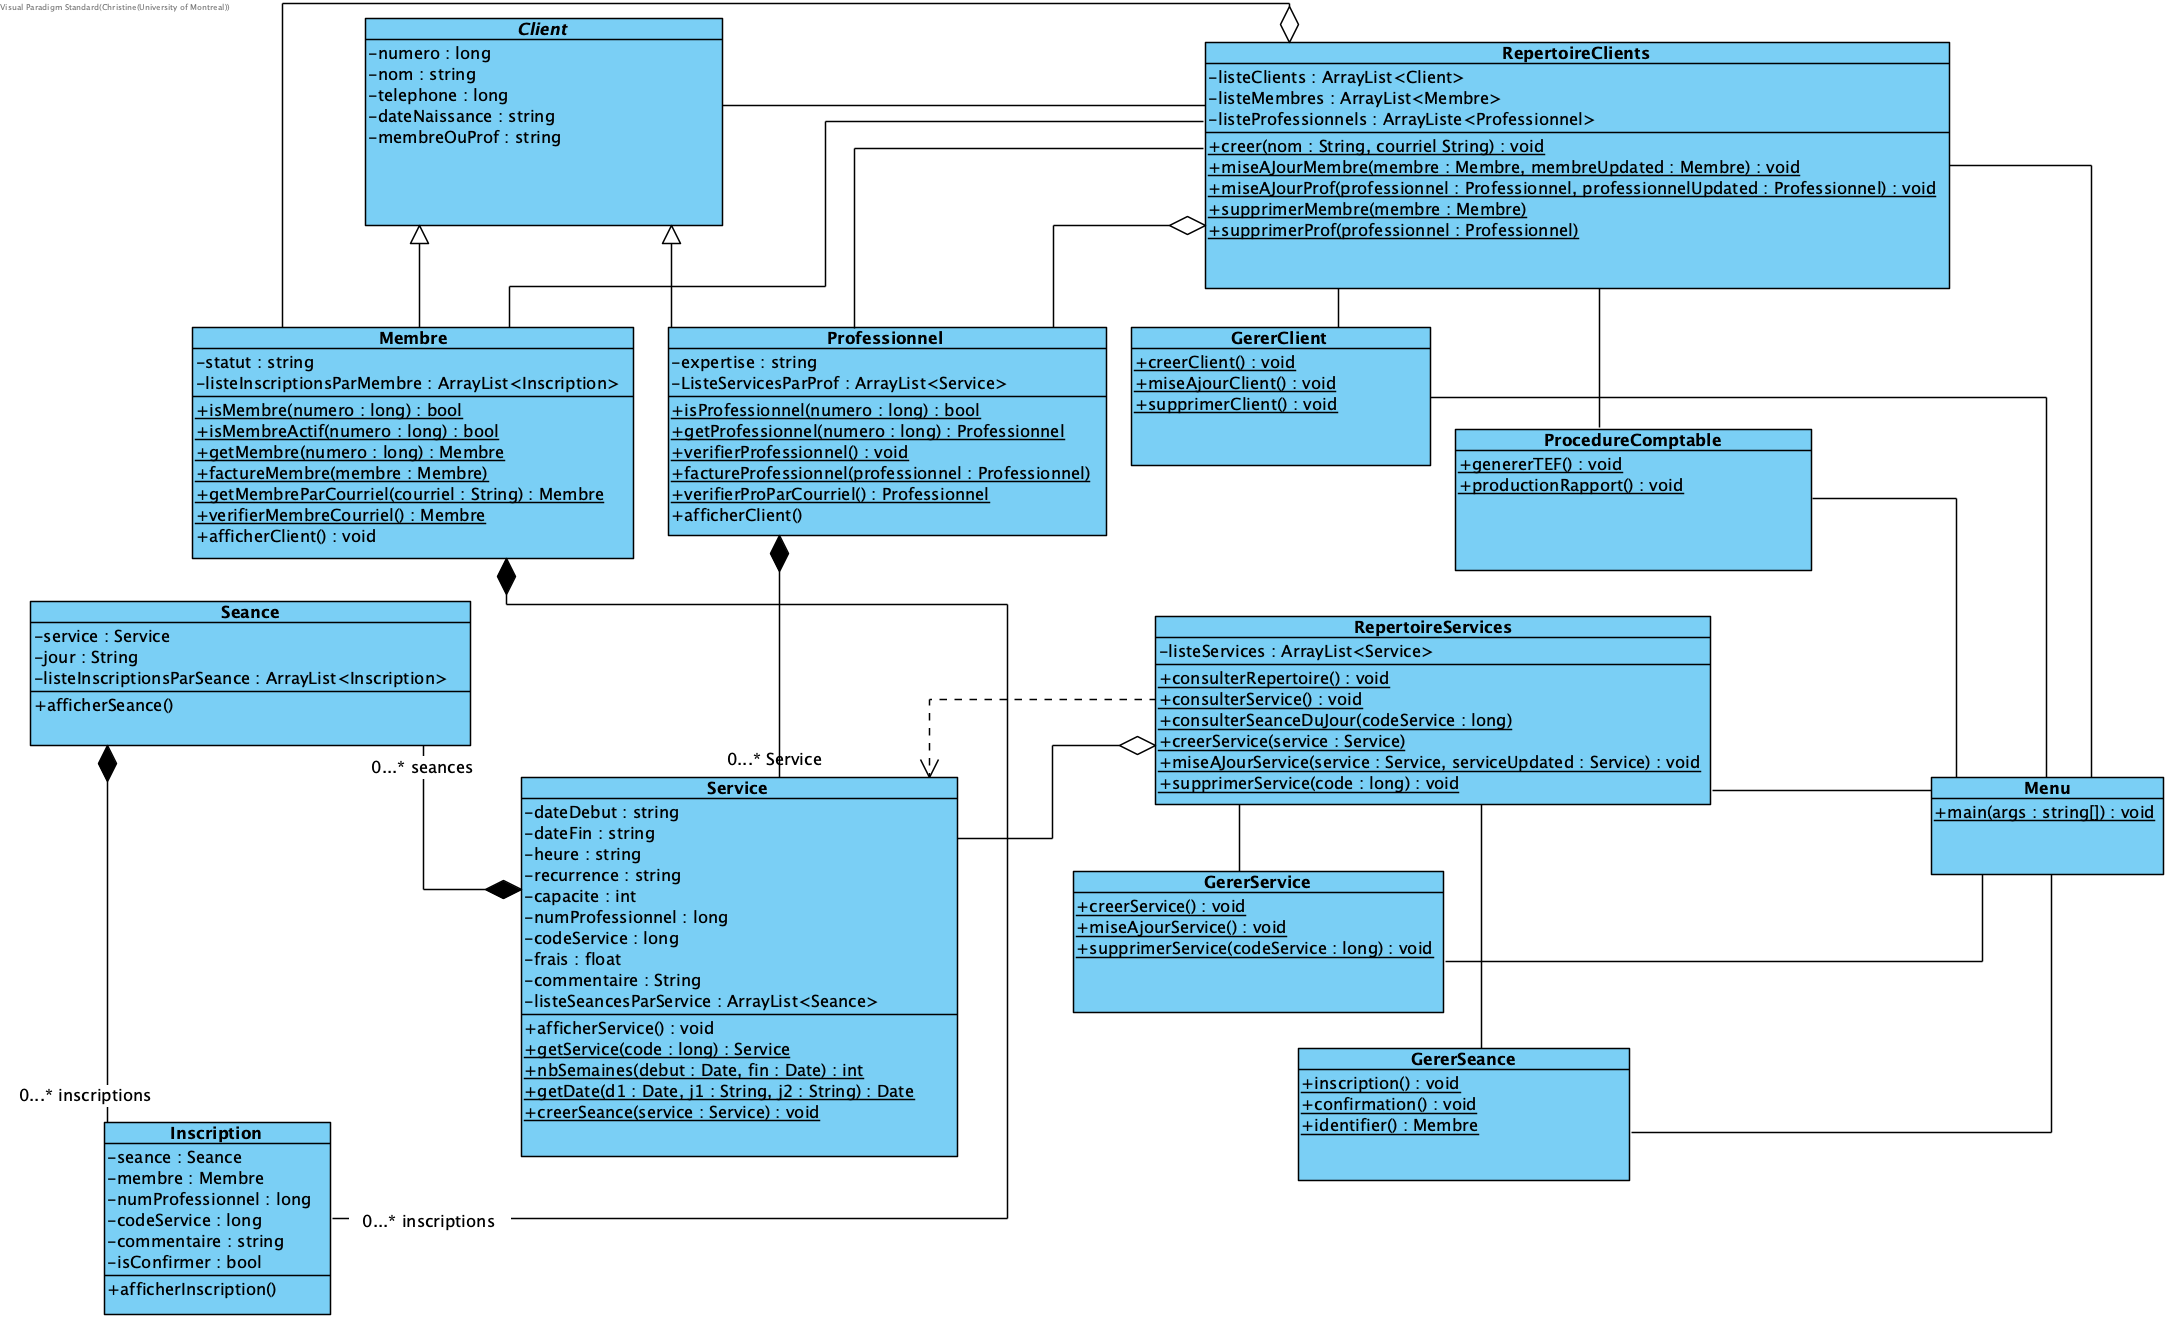 Visual Paradigm Standard(Christine(University of Montreal))
Client
-numero : long
-nom : string
-telephone : long
-dateNaissance : string
-membreOuProf : string
RepertoireClients
-listeClients : ArrayList<Client>
-listeMembres : ArrayList<Membre>
-listeProfessionnels : ArrayListe<Professionnel>
+creer(nom : String, courriel String) : void
+miseAJourMembre(membre : Membre, membreUpdated : Membre) : void
+miseAJourProf(professionnel : Professionnel, professionnelUpdated : Professionnel) : void
+supprimerMembre(membre : Membre)
+supprimerProf(professionnel : Professionnel)
Membre
-statut : string
-listeInscriptionsParMembre : ArrayList<Inscription>
+isMembre(numero : long) : bool
+isMembreActif(numero : long) : bool
+getMembre(numero : long) : Membre
+factureMembre(membre : Membre)
+getMembreParCourriel(courriel : String) : Membre
+verifierMembreCourriel() : Membre
+afficherClient() : void
Professionnel
-expertise : string
-ListeServicesParProf : ArrayList<Service>
+isProfessionnel(numero : long) : bool
+getProfessionnel(numero : long) : Professionnel
+verifierProfessionnel() : void
+factureProfessionnel(professionnel : Professionnel)
+verifierProParCourriel() : Professionnel
+afficherClient()
GererClient
+creerClient() : void
+miseAjourClient() : void
+supprimerClient() : void
ProcedureComptable
+genererTEF() : void
+productionRapport() : void
Seance
-service : Service
-jour : String
-listeInscriptionsParSeance : ArrayList<Inscription>
+afficherSeance()
RepertoireServices
-listeServices : ArrayList<Service>
+consulterRepertoire() : void
+consulterService() : void
+consulterSeanceDuJour(codeService : long)
+creerService(service : Service)
+miseAJourService(service : Service, serviceUpdated : Service) : void
+supprimerService(code : long) : void
0...* seances
0...* Service
Service
-dateDebut : string
-dateFin : string
-heure : string
-recurrence : string
-capacite : int
-numProfessionnel : long
-codeService : long
-frais : float
-commentaire : String
-listeSeancesParService : ArrayList<Seance>
+afficherService() : void
+getService(code : long) : Service
+nbSemaines(debut : Date, fin : Date) : int
+getDate(d1 : Date, j1 : String, j2 : String) : Date
+creerSeance(service : Service) : void
Menu
+main(args : string[]) : void
GererService
+creerService() : void
+miseAjourService() : void
+supprimerService(codeService : long) : void
GererSeance
+inscription() : void
+confirmation() : void
+identifier() : Membre
0...* inscriptions
Inscription
-seance : Seance
-membre : Membre
-numProfessionnel : long
-codeService : long
-commentaire : string
-isConfirmer : bool
+afficherInscription()
0...* inscriptions